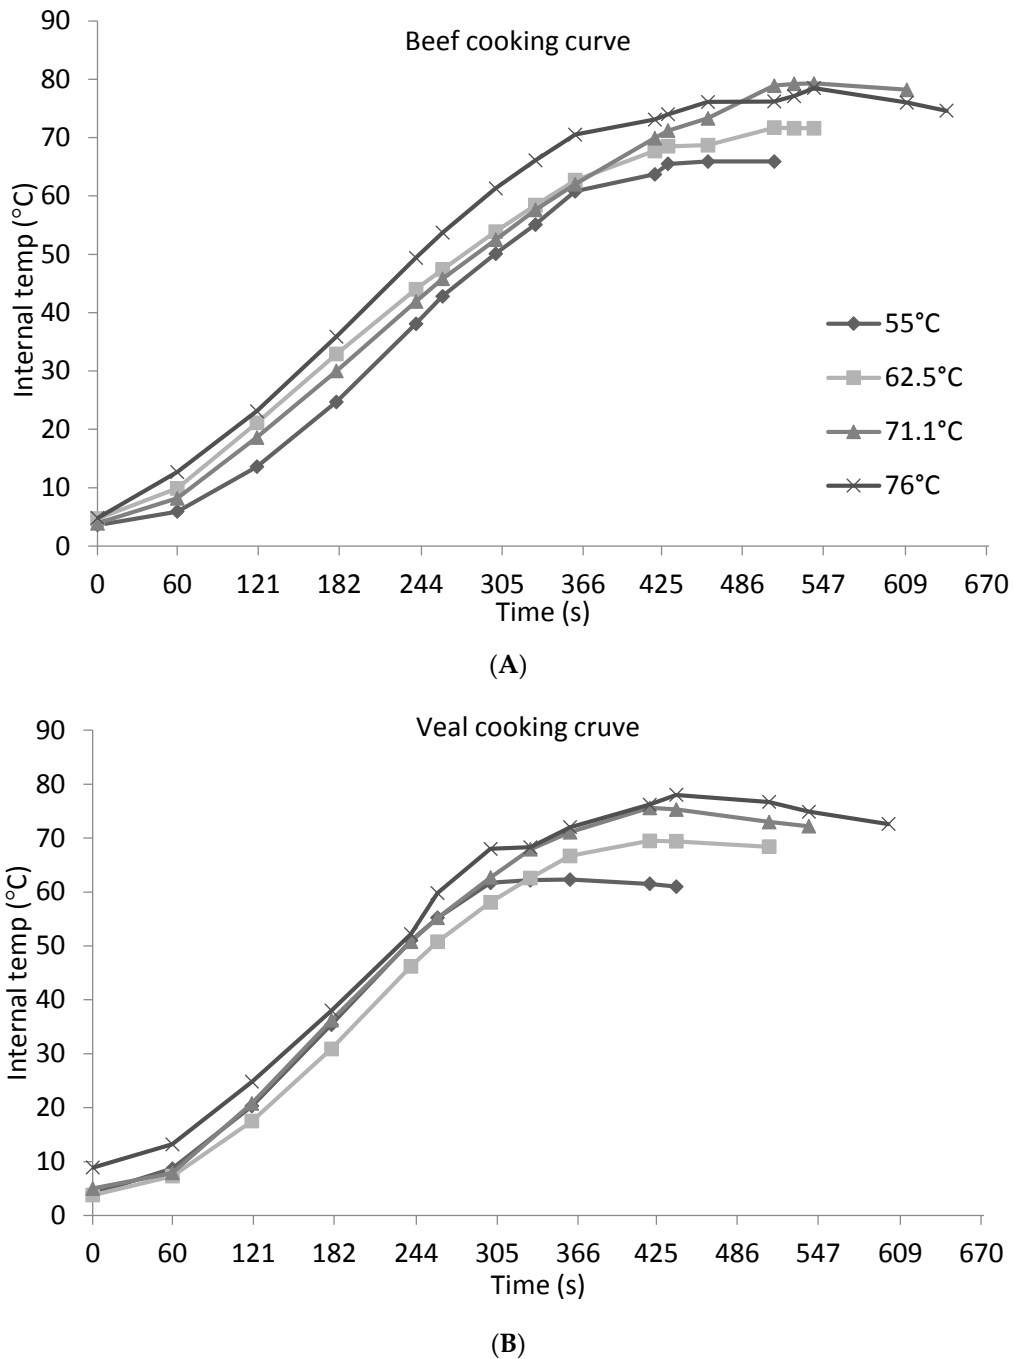 Beef cooking curve
90
80
70
60
50
40
30
20
10
0
Internal temp (°C)
55°C
62.5°C
71.1°C
76°C
0 60 121 182 244 305 366 425 486 547 609 670
Time (s)
(A)
Veal cooking cruve
90
80
70
60
50
40
30
20
10
0
Internal temp (°C)
0 60 121 182 244 305 366 425 486 547 609 670
Time (s)
(B)